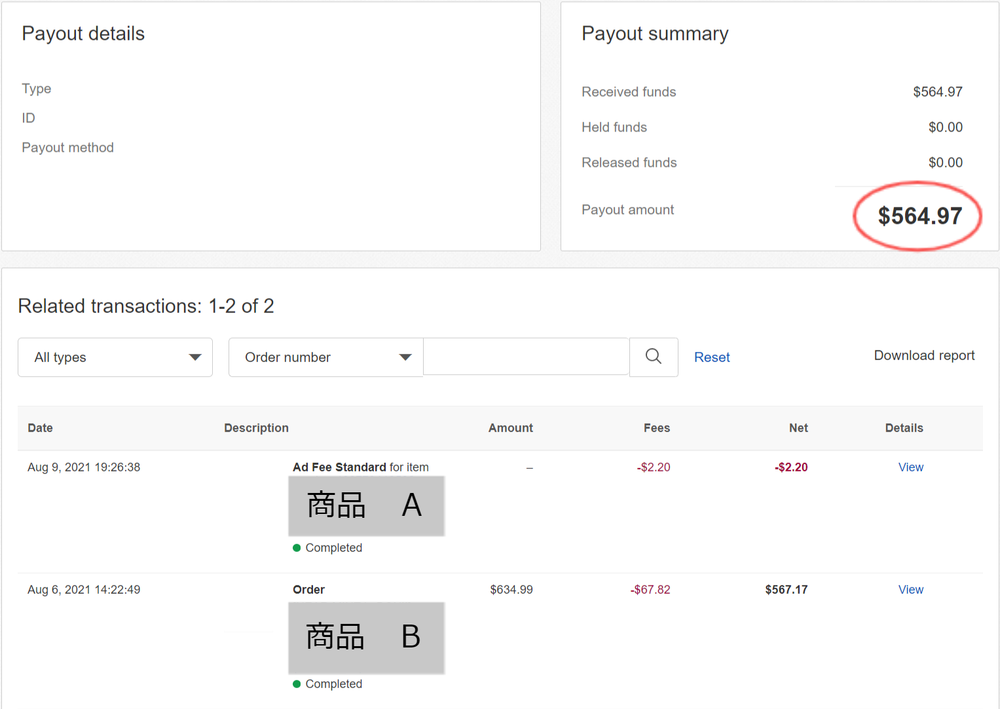 Payout details
Type
ID
Payout method
Payout summary
Received funds $564.97
Held funds $0.00
Released funds $0.00
Payout amount $564.97
Related transactions: 1-2 of 2
All types Order number Reset Download report
Date Description Amount Fees Net Details
Aug 9, 2021 19:26:38 Ad Fee Standard for item – -$2.20 -$2.20 View
商品 A
Completed
Aug 6, 2021 14:22:49 Order $634.99 -$67.82 $567.17 View
商品 B
Completed